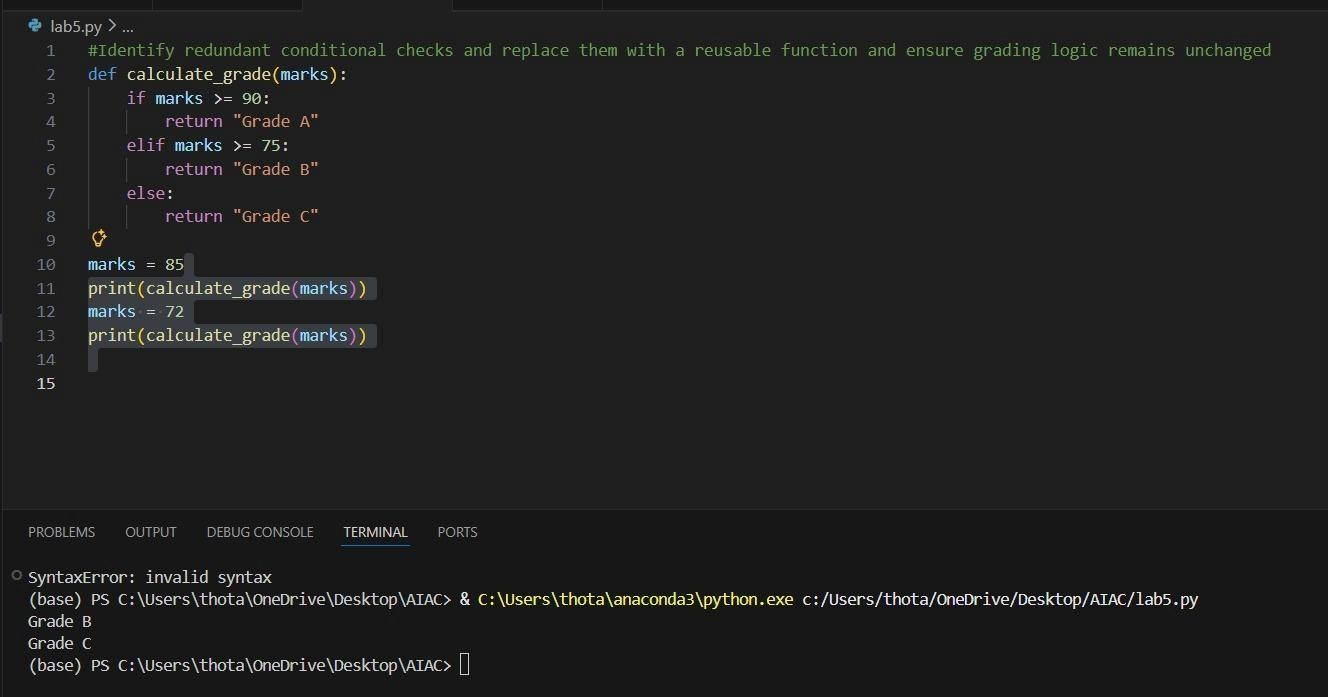 lab5.py > ...
1 #Identify redundant conditional checks and replace them with a reusable function and ensure grading logic remains unchanged
2 def calculate_grade(marks):
3     if marks >= 90:
4         return "Grade A"
5     elif marks >= 75:
6         return "Grade B"
7     else:
8         return "Grade C"
9
10 marks = 85
11 print(calculate_grade(marks))
12 marks = 72
13 print(calculate_grade(marks))
14
15
PROBLEMS OUTPUT DEBUG CONSOLE TERMINAL PORTS
SyntaxError: invalid syntax
(base) PS C:\Users\thota\OneDrive\Desktop\AIAC> & C:\Users\thota\anaconda3\python.exe c:/Users/thota/OneDrive/Desktop/AIAC/lab5.py
Grade B
Grade C
(base) PS C:\Users\thota\OneDrive\Desktop\AIAC>